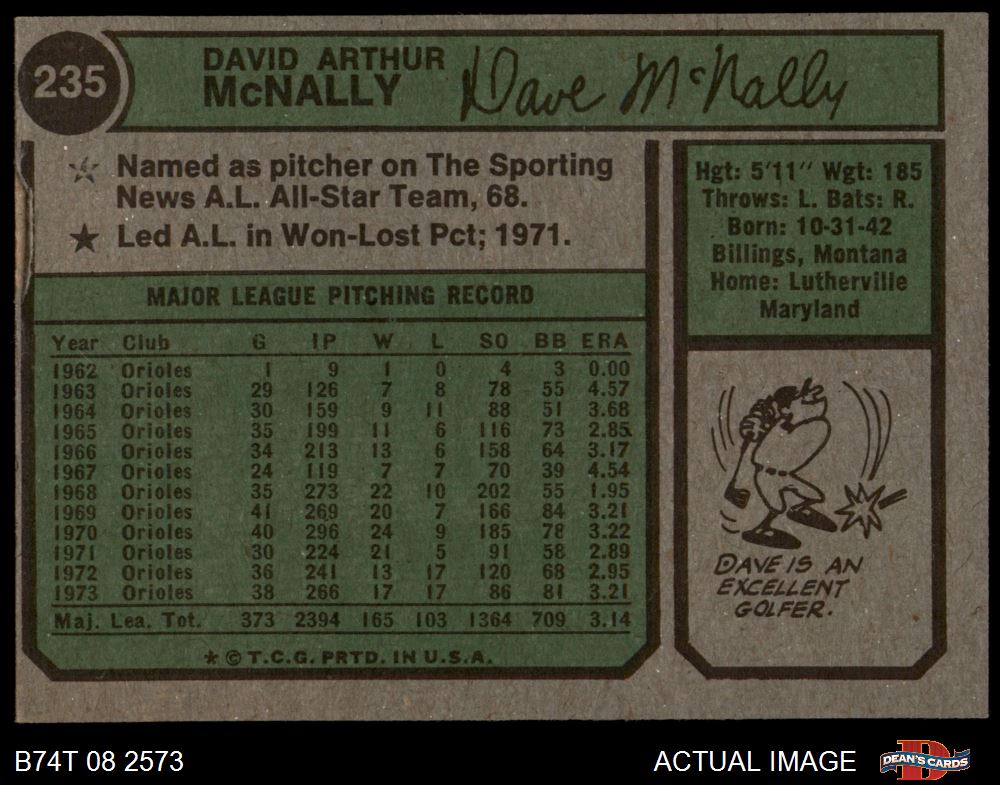 235
DAVID ARTHUR
McNALLY
Dave McNally
☆ Named as pitcher on The Sporting
News A.L. All-Star Team, 68.
★ Led A.L. in Won-Lost Pct; 1971.
Hgt: 5'11" Wgt: 185
Throws: L. Bats: R.
Born: 10-31-42
Billings, Montana
Home: Lutherville
Maryland
MAJOR LEAGUE PITCHING RECORD
Year Club G IP W L SO BB ERA
1962 Orioles 1 9 1 0 4 3 0.00
1963 Orioles 29 126 7 8 78 55 4.57
1964 Orioles 30 159 9 11 88 51 3.68
1965 Orioles 35 199 11 6 116 73 2.85
1966 Orioles 34 213 13 6 158 64 3.17
1967 Orioles 24 119 7 7 70 39 4.54
1968 Orioles 35 273 22 10 202 55 1.95
1969 Orioles 41 269 20 7 166 84 3.21
1970 Orioles 40 296 24 9 185 78 3.22
1971 Orioles 30 224 21 5 91 58 2.89
1972 Orioles 36 241 13 17 120 68 2.95
1973 Orioles 38 266 17 17 86 81 3.21
Maj. Lea. Tot. 373 2394 165 103 1364 709 3.14
* © T.C.G. PRTD. IN U.S.A.
DAVE IS AN
EXCELLENT
GOLFER.
B74T 08 2573
ACTUAL IMAGE
DEAN'S CARDS